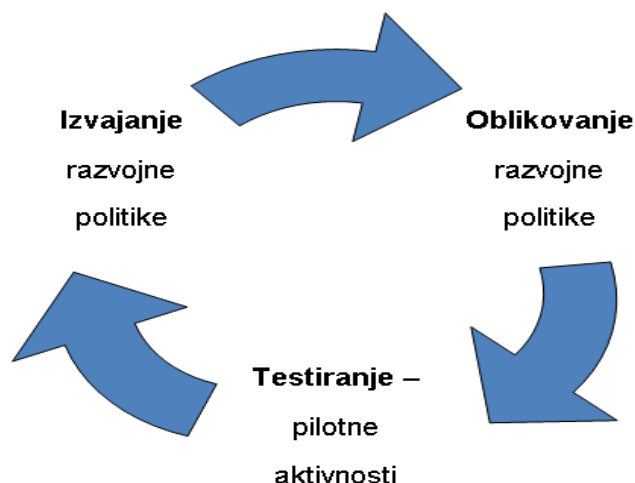 Izvajanje
razvojne
politike
Oblikovanje
razvojne
politike
Testiranje –
pilotne
aktivnosti